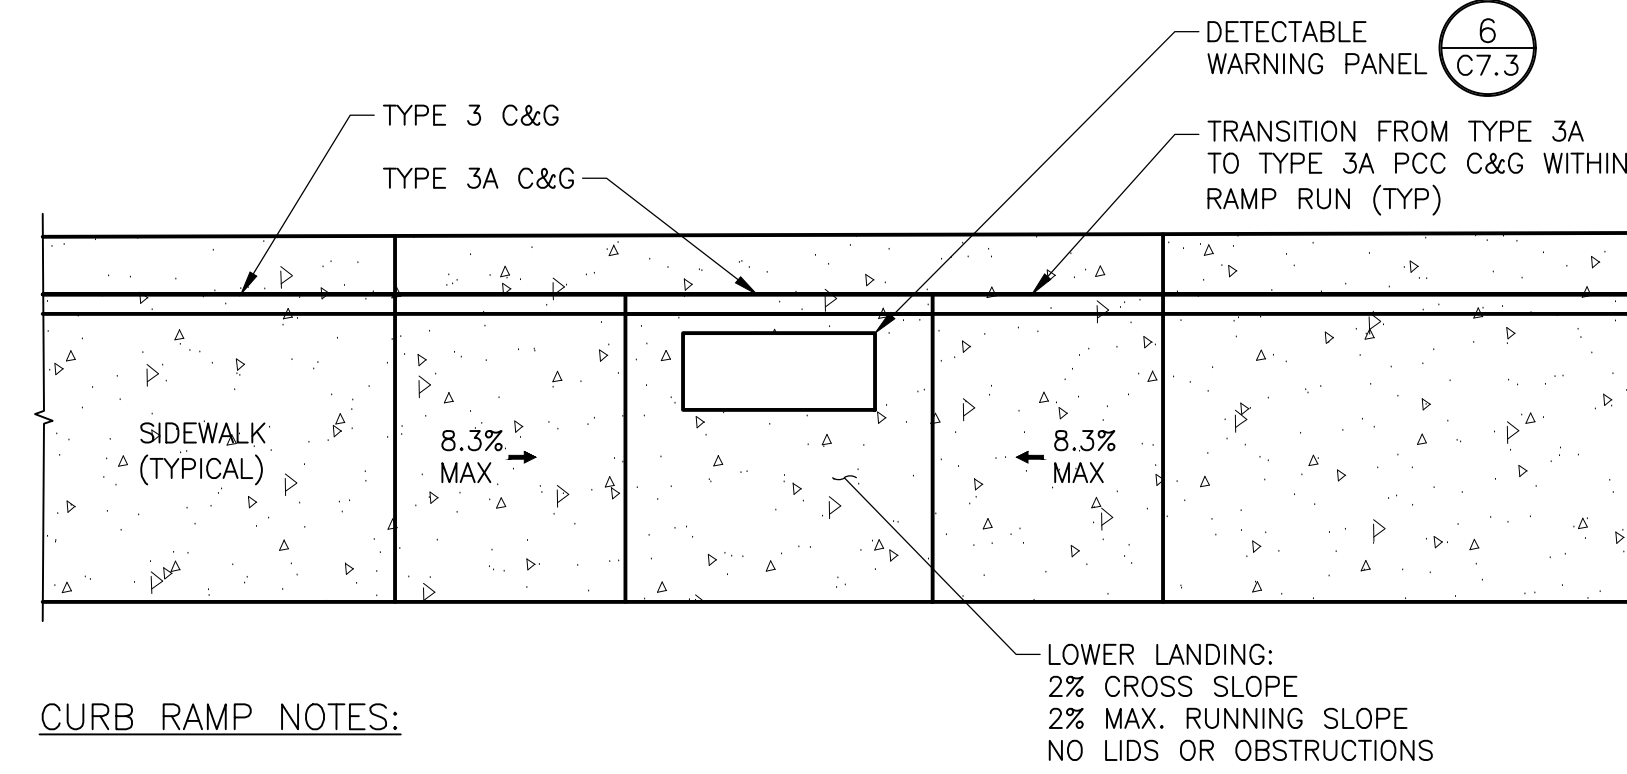 DETECTABLE
WARNING PANEL
6
C7.3
TYPE 3 C&G
TYPE 3A C&G
TRANSITION FROM TYPE 3A
TO TYPE 3A PCC C&G WITHIN
RAMP RUN (TYP)
SIDEWALK
(TYPICAL)
8.3%
MAX
8.3%
MAX
LOWER LANDING:
2% CROSS SLOPE
2% MAX. RUNNING SLOPE
NO LIDS OR OBSTRUCTIONS
CURB RAMP NOTES: